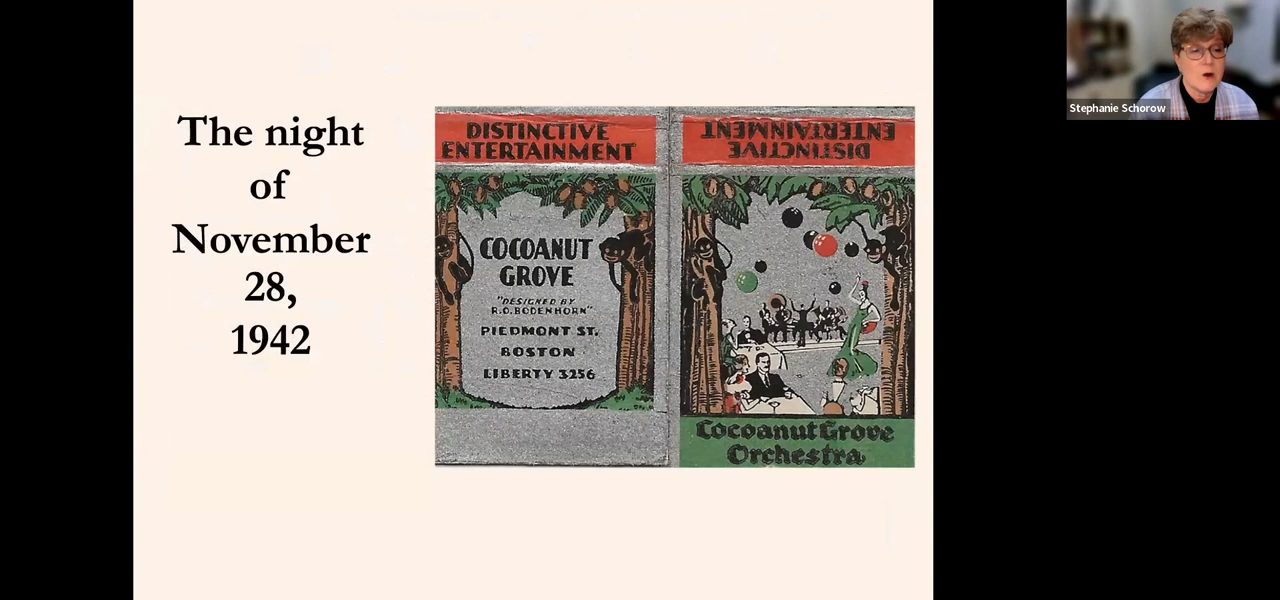 The night
of
November
28,
1942
DISTINCTIVE
ENTERTAINMENT
COCOANUT
GROVE
"DESIGNED BY
R.O. BODENHORN"
PIEDMONT ST.
BOSTON
LIBERTY 3256
DISTINCTIVE
ENTERTAINMENT
Cocoanut Grove
Orchestra
Stephanie Schorow